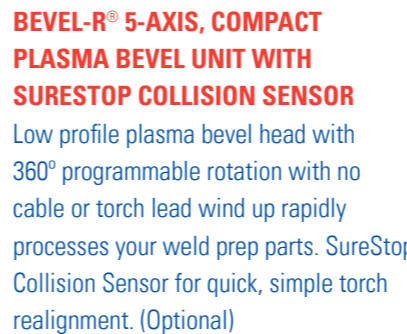 BEVEL-R® 5-AXIS, COMPACT
PLASMA BEVEL UNIT WITH
SURESTOP COLLISION SENSOR
Low profile plasma bevel head with
360º programmable rotation with no
cable or torch lead wind up rapidly
processes your weld prep parts. SureStop
Collision Sensor for quick, simple torch
realignment. (Optional)